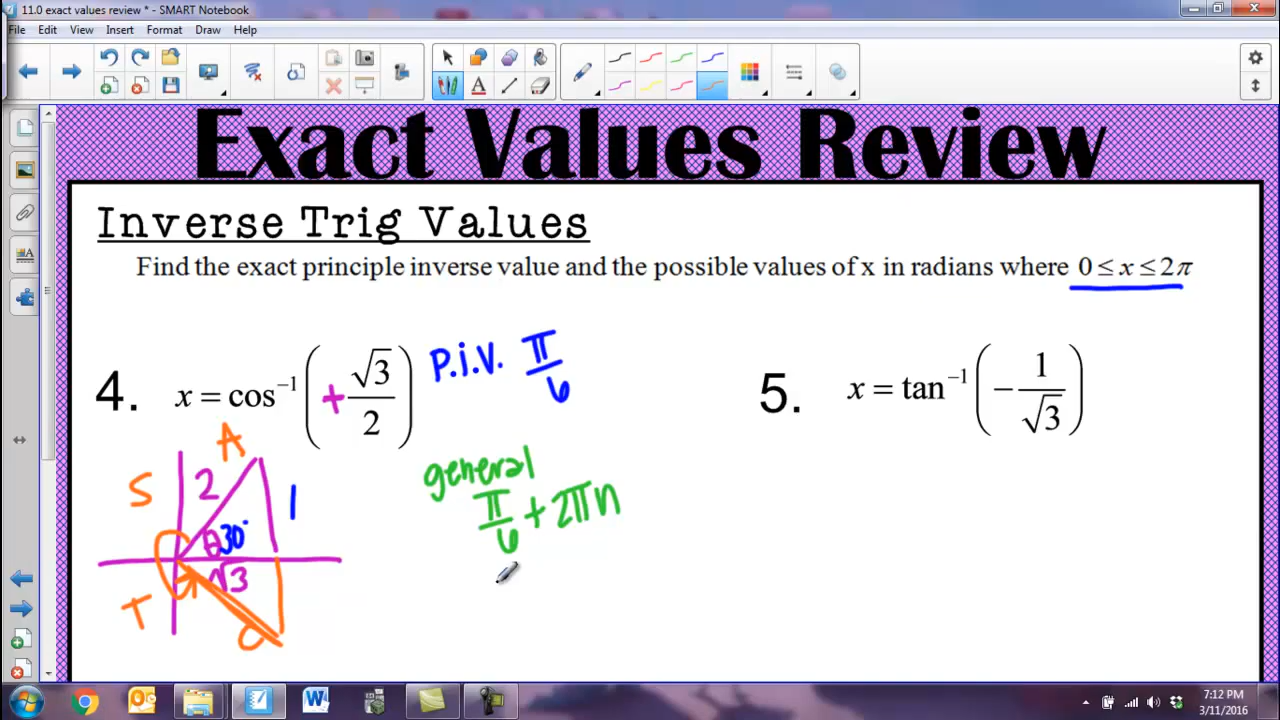 11.0 exact values review * - SMART Notebook
File Edit View Insert Format Draw Help
Exact Values Review
Inverse Trig Values
Find the exact principle inverse value and the possible values of x in radians where 0 ≤ x ≤ 2π
4. x = cos⁻¹(+√3/2) P.i.V. π/6
5. x = tan⁻¹(−1/√3)
general
π/6 + 2πn
S A
2 1
θ 30°
√3
T C
7:12 PM
3/11/2016